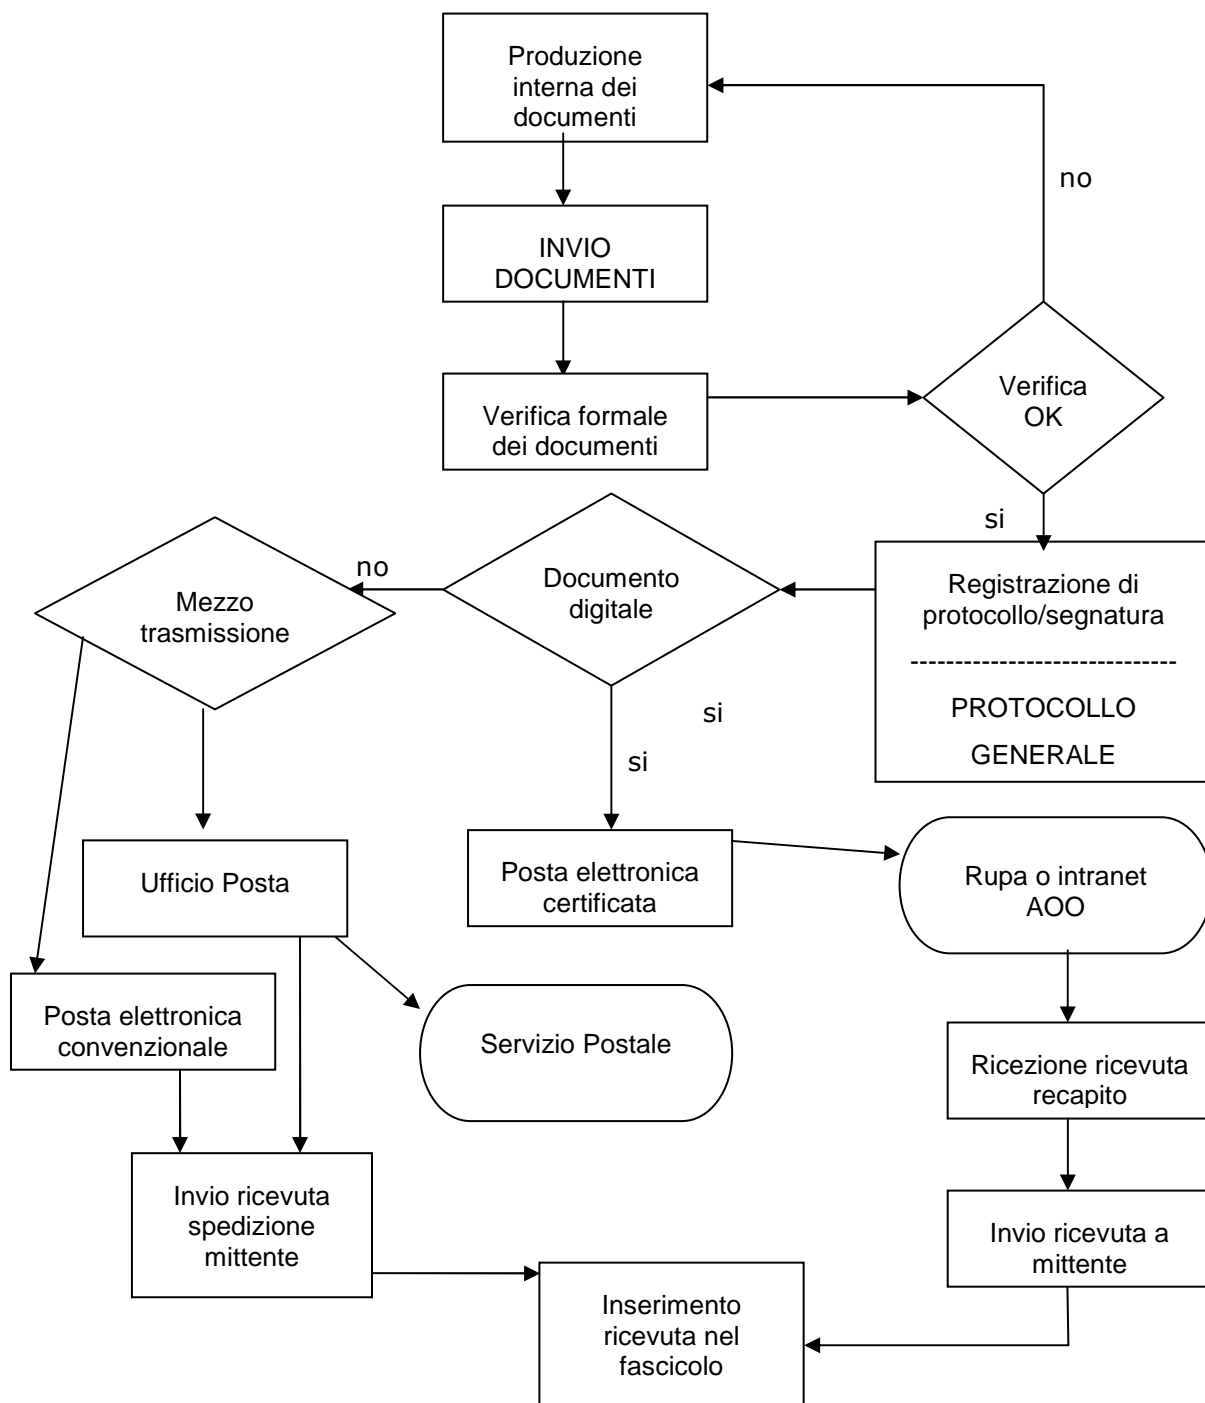 Produzione
interna dei
documenti
no
INVIO
DOCUMENTI
Verifica
OK
Verifica formale
dei documenti
si
no
Documento
digitale
Registrazione di
protocollo/segnatura
------------------------------
PROTOCOLLO
GENERALE
Mezzo
trasmissione
si
si
Ufficio Posta
Posta elettronica
certificata
Rupa o intranet
AOO
Posta elettronica
convenzionale
Servizio Postale
Ricezione ricevuta
recapito
Invio ricevuta
spedizione
mittente
Invio ricevuta a
mittente
Inserimento
ricevuta nel
fascicolo